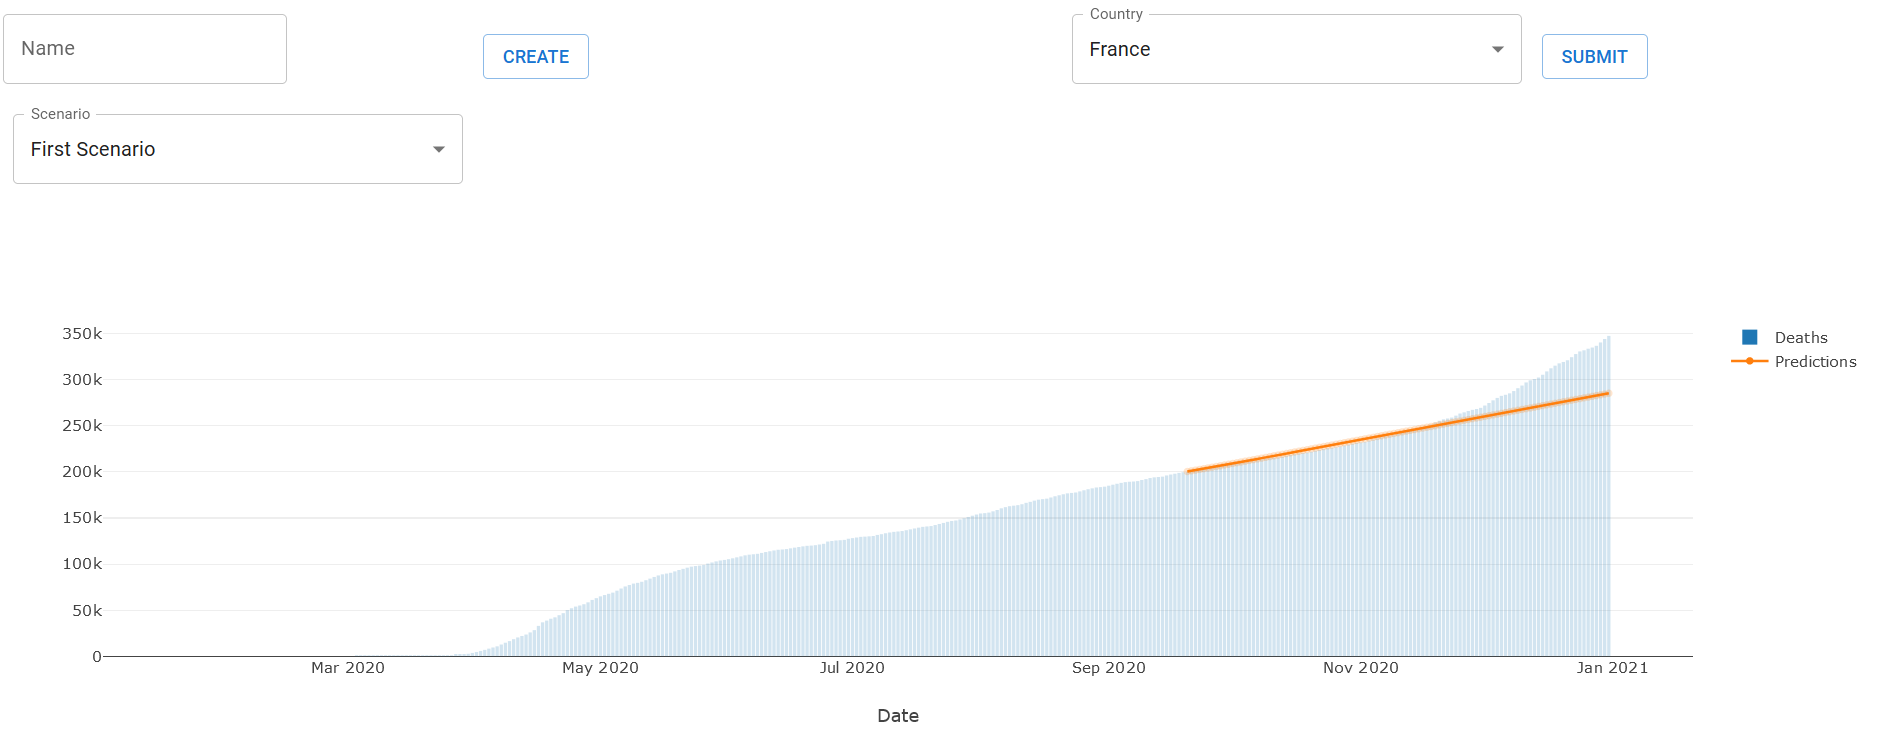 Name
CREATE
Country
France
SUBMIT
Scenario
First Scenario
350k
300k
250k
200k
150k
100k
50k
0
Mar 2020 May 2020 Jul 2020 Sep 2020 Nov 2020 Jan 2021
Date
Deaths
Predictions